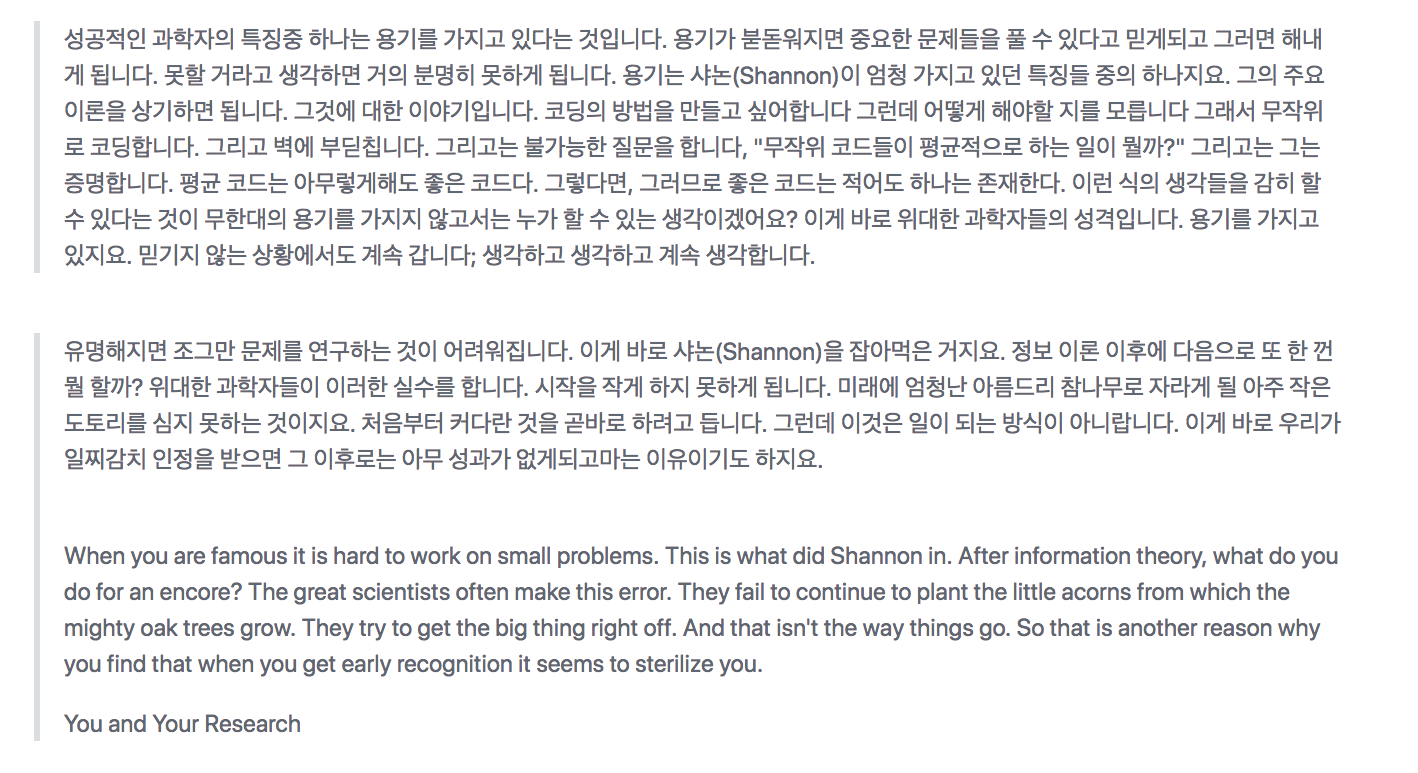 성공적인 과학자의 특징중 하나는 용기를 가지고 있다는 것입니다. 용기가 붇돋워지면 중요한 문제들을 풀 수 있다고 믿게되고 그러면 해내
게 됩니다. 못할 거라고 생각하면 거의 분명히 못하게 됩니다. 용기는 샤논(Shannon)이 엄청 가지고 있던 특징들 중의 하나지요. 그의 주요
이론을 상기하면 됩니다. 그것에 대한 이야기입니다. 코딩의 방법을 만들고 싶어합니다 그런데 어떻게 해야할 지를 모릅니다 그래서 무작위
로 코딩합니다. 그리고 벽에 부딛칩니다. 그리고는 불가능한 질문을 합니다, "무작위 코드들이 평균적으로 하는 일이 뭘까?" 그리고는 그는
증명합니다. 평균 코드는 아무렇게해도 좋은 코드다. 그렇다면, 그러므로 좋은 코드는 적어도 하나는 존재한다. 이런 식의 생각들을 감히 할
수 있다는 것이 무한대의 용기를 가지지 않고서는 누가 할 수 있는 생각이겠어요? 이게 바로 위대한 과학자들의 성격입니다. 용기를 가지고
있지요. 믿기지 않는 상황에서도 계속 갑니다; 생각하고 생각하고 계속 생각합니다.
유명해지면 조그만 문제를 연구하는 것이 어려워집니다. 이게 바로 샤논(Shannon)을 잡아먹은 거지요. 정보 이론 이후에 다음으로 또 한 껀
뭘 할까? 위대한 과학자들이 이러한 실수를 합니다. 시작을 작게 하지 못하게 됩니다. 미래에 엄청난 아름드리 참나무로 자라게 될 아주 작은
도토리를 심지 못하는 것이지요. 처음부터 커다란 것을 곧바로 하려고 듭니다. 그런데 이것은 일이 되는 방식이 아니랍니다. 이게 바로 우리가
일찌감치 인정을 받으면 그 이후로는 아무 성과가 없게되고마는 이유이기도 하지요.
When you are famous it is hard to work on small problems. This is what did Shannon in. After information theory, what do you
do for an encore? The great scientists often make this error. They fail to continue to plant the little acorns from which the
mighty oak trees grow. They try to get the big thing right off. And that isn't the way things go. So that is another reason why
you find that when you get early recognition it seems to sterilize you.
You and Your Research